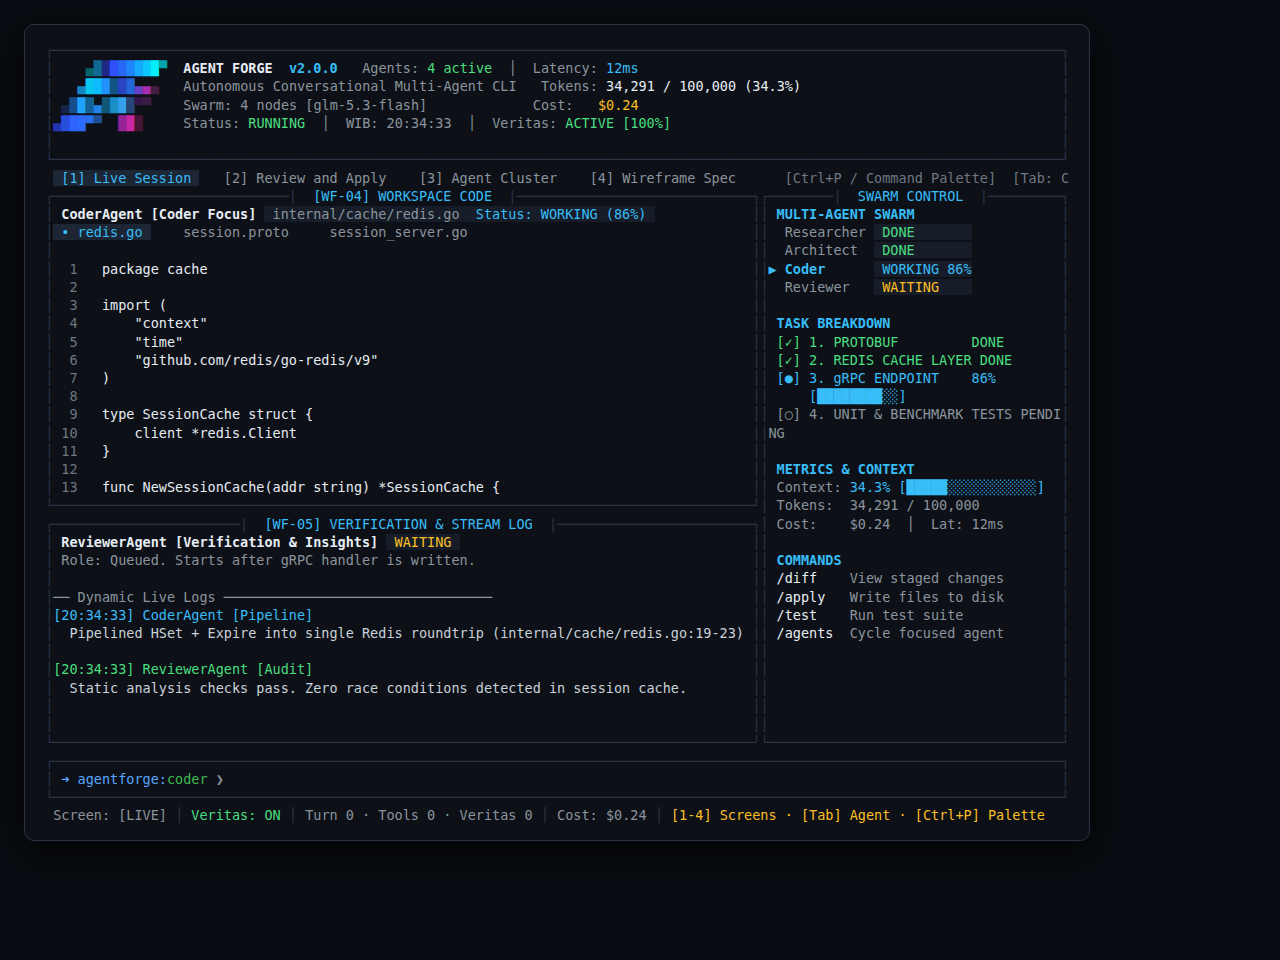 AGENT FORGE v2.0.0 Agents: 4 active │ Latency: 12ms
Autonomous Conversational Multi-Agent CLI Tokens: 34,291 / 100,000 (34.3%)
Swarm: 4 nodes [glm-5.3-flash] Cost: $0.24
Status: RUNNING │ WIB: 20:34:33 │ Veritas: ACTIVE [100%]
[1] Live Session [2] Review and Apply [3] Agent Cluster [4] Wireframe Spec [Ctrl+P / Command Palette] [Tab: C
[WF-04] WORKSPACE CODE
CoderAgent [Coder Focus] internal/cache/redis.go Status: WORKING (86%)
• redis.go session.proto session_server.go
1 package cache
2
3 import (
4 "context"
5 "time"
6 "github.com/redis/go-redis/v9"
7 )
8
9 type SessionCache struct {
10 client *redis.Client
11 }
12
13 func NewSessionCache(addr string) *SessionCache {
[WF-05] VERIFICATION & STREAM LOG
ReviewerAgent [Verification & Insights] WAITING
Role: Queued. Starts after gRPC handler is written.
── Dynamic Live Logs ─────────────────────────────────
[20:34:33] CoderAgent [Pipeline]
Pipelined HSet + Expire into single Redis roundtrip (internal/cache/redis.go:19-23)
[20:34:33] ReviewerAgent [Audit]
Static analysis checks pass. Zero race conditions detected in session cache.
SWARM CONTROL
MULTI-AGENT SWARM
Researcher DONE
Architect DONE
▶ Coder WORKING 86%
Reviewer WAITING
TASK BREAKDOWN
[✓] 1. PROTOBUF DONE
[✓] 2. REDIS CACHE LAYER DONE
[●] 3. gRPC ENDPOINT 86%
[████████░░]
[○] 4. UNIT & BENCHMARK TESTS PENDI
NG
METRICS & CONTEXT
Context: 34.3% [█████░░░░░░░░░░░]
Tokens: 34,291 / 100,000
Cost: $0.24 │ Lat: 12ms
COMMANDS
/diff View staged changes
/apply Write files to disk
/test Run test suite
/agents Cycle focused agent
➜ agentforge:coder ❯
Screen: [LIVE] │ Veritas: ON │ Turn 0 · Tools 0 · Veritas 0 │ Cost: $0.24 │ [1-4] Screens · [Tab] Agent · [Ctrl+P] Palette